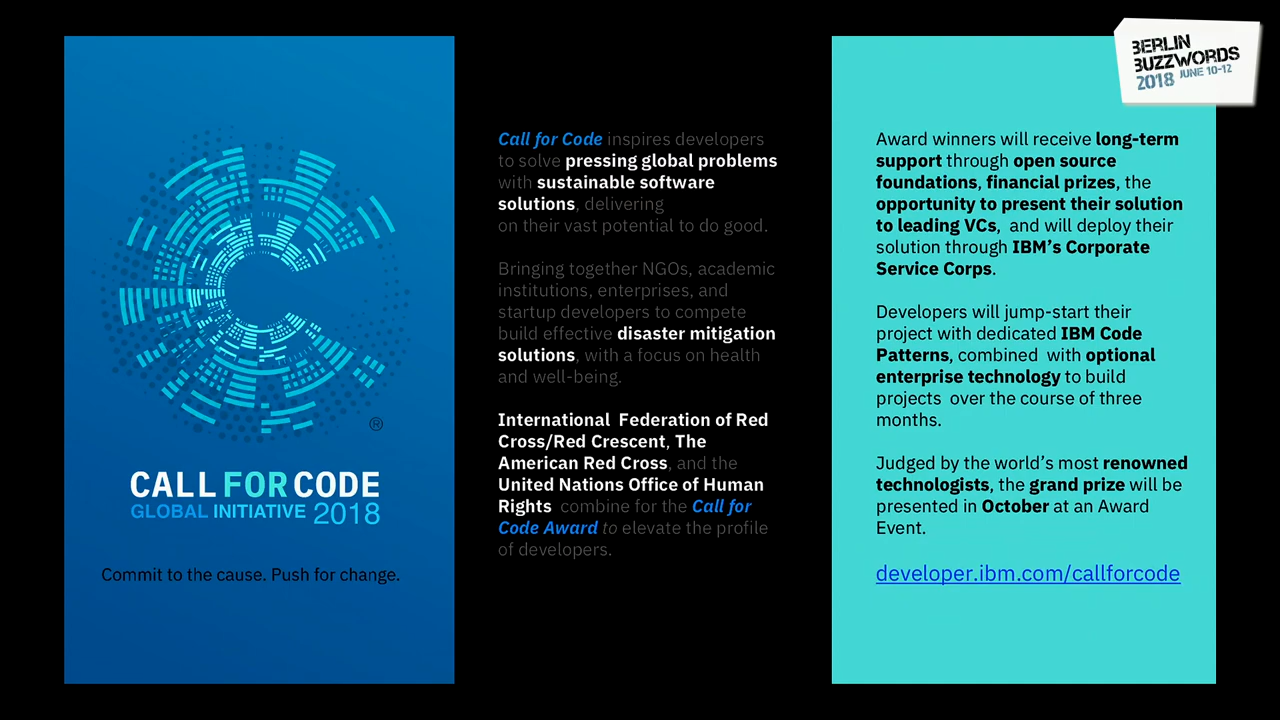 BERLIN
BUZZWORDS
2018 JUNE 10-12
®
CALL FOR CODE
GLOBAL INITIATIVE 2018
Commit to the cause. Push for change.
Call for Code inspires developers
to solve pressing global problems
with sustainable software
solutions, delivering
on their vast potential to do good.
Bringing together NGOs, academic
institutions, enterprises, and
startup developers to compete
build effective disaster mitigation
solutions, with a focus on health
and well-being.
International Federation of Red
Cross/Red Crescent, The
American Red Cross, and the
United Nations Office of Human
Rights combine for the Call for
Code Award to elevate the profile
of developers.
Award winners will receive long-term
support through open source
foundations, financial prizes, the
opportunity to present their solution
to leading VCs, and will deploy their
solution through IBM’s Corporate
Service Corps.
Developers will jump-start their
project with dedicated IBM Code
Patterns, combined with optional
enterprise technology to build
projects over the course of three
months.
Judged by the world’s most renowned
technologists, the grand prize will be
presented in October at an Award
Event.
developer.ibm.com/callforcode